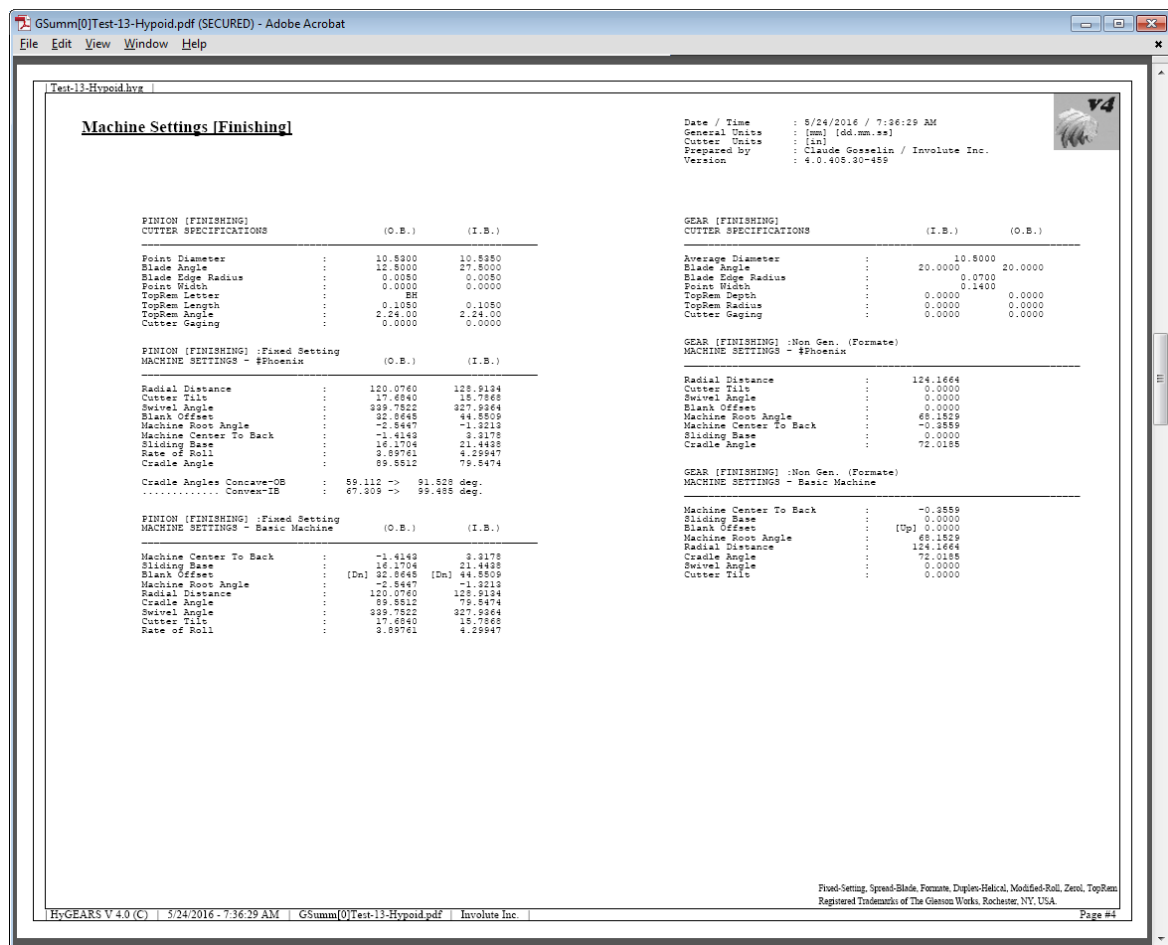 GSumm[0]Test-13-Hypoid.pdf (SECURED) - Adobe Acrobat
File Edit View Window Help
| Test-13-Hypoid.hyg |
Machine Settings [Finishing]
v4
Date / Time : 5/24/2016 / 7:36:29 AM
General Units : [mm] [dd.mm.ss]
Cutter Units : [in]
Prepared by : Claude Gosselin / Involute Inc.
Version : 4.0.405.30-459
PINION [FINISHING]
CUTTER SPECIFICATIONS (O.B.) (I.B.)
Point Diameter : 10.5300 10.5350
Blade Angle : 12.5000 27.5000
Blade Edge Radius : 0.0050 0.0050
Point Width : 0.0000 0.0000
TopRem Letter : BH
TopRem Length : 0.1050 0.1050
TopRem Angle : 2.24.00 2.24.00
Cutter Gaging : 0.0000 0.0000
PINION [FINISHING] :Fixed Setting
MACHINE SETTINGS - #Phoenix (O.B.) (I.B.)
Radial Distance : 120.0760 128.9134
Cutter Tilt : 17.6840 15.7868
Swivel Angle : 339.7522 327.9364
Blank Offset : 32.8645 44.5509
Machine Root Angle : -2.5447 -1.3213
Machine Center To Back : -1.4143 3.3178
Sliding Base : 16.1704 21.4438
Rate of Roll : 3.89761 4.29947
Cradle Angle : 89.5512 79.5474
Cradle Angles Concave-OB : 59.112 -> 91.528 deg.
............. Convex-IB : 67.309 -> 99.485 deg.
PINION [FINISHING] :Fixed Setting
MACHINE SETTINGS - Basic Machine (O.B.) (I.B.)
Machine Center To Back : -1.4143 3.3178
Sliding Base : 16.1704 21.4438
Blank Offset : [Dn] 32.8645 [Dn] 44.5509
Machine Root Angle : -2.5447 -1.3213
Radial Distance : 120.0760 128.9134
Cradle Angle : 89.5512 79.5474
Swivel Angle : 339.7522 327.9364
Cutter Tilt : 17.6840 15.7868
Rate of Roll : 3.89761 4.29947
GEAR [FINISHING]
CUTTER SPECIFICATIONS (I.B.) (O.B.)
Average Diameter : 10.5000
Blade Angle : 20.0000 20.0000
Blade Edge Radius : 0.0700
Point Width : 0.1400
TopRem Depth : 0.0000 0.0000
TopRem Radius : 0.0000 0.0000
Cutter Gaging : 0.0000 0.0000
GEAR [FINISHING] :Non Gen. (Formate)
MACHINE SETTINGS - #Phoenix
Radial Distance : 124.1664
Cutter Tilt : 0.0000
Swivel Angle : 0.0000
Blank Offset : 0.0000
Machine Root Angle : 68.1529
Machine Center To Back : -0.3559
Sliding Base : 0.0000
Cradle Angle : 72.0185
GEAR [FINISHING] :Non Gen. (Formate)
MACHINE SETTINGS - Basic Machine
Machine Center To Back : -0.3559
Sliding Base : 0.0000
Blank Offset : [Up] 0.0000
Machine Root Angle : 68.1529
Radial Distance : 124.1664
Cradle Angle : 72.0185
Swivel Angle : 0.0000
Cutter Tilt : 0.0000
Fixed-Setting, Spread-Blade, Formate, Duplex-Helical, Modified-Roll, Zerol, TopRem
Registered Trademarks of The Gleason Works, Rochester, NY, USA.
| HyGEARS V 4.0 (C) | 5/24/2016 - 7:36:29 AM | GSumm[0]Test-13-Hypoid.pdf | Involute Inc. | Page #4